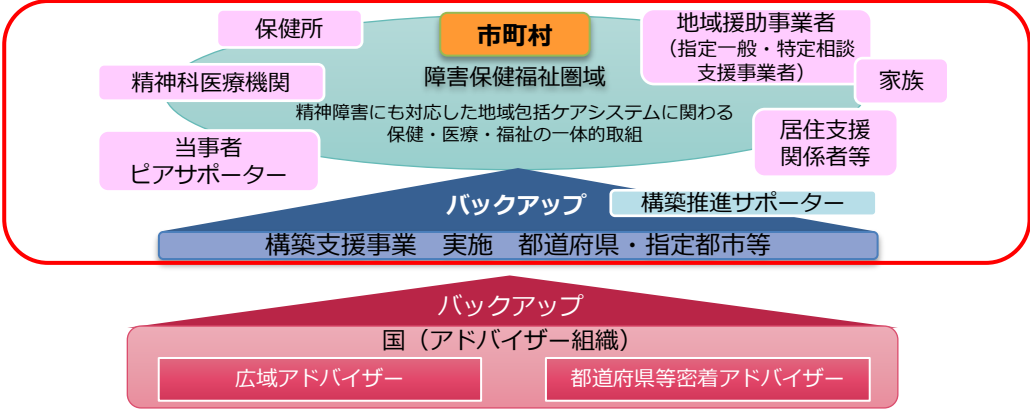 保健所
市町村
地域援助事業者
(指定一般・特定相談
支援事業者)
精神科医療機関
障害保健福祉圏域
家族
精神障害にも対応した地域包括ケアシステムに関わる
保健・医療・福祉の一体的取組
居住支援
関係者等
当事者
ピアサポーター
バックアップ
構築推進サポーター
構築支援事業　実施　都道府県・指定都市等
バックアップ
国(アドバイザー組織)
広域アドバイザー
都道府県等密着アドバイザー